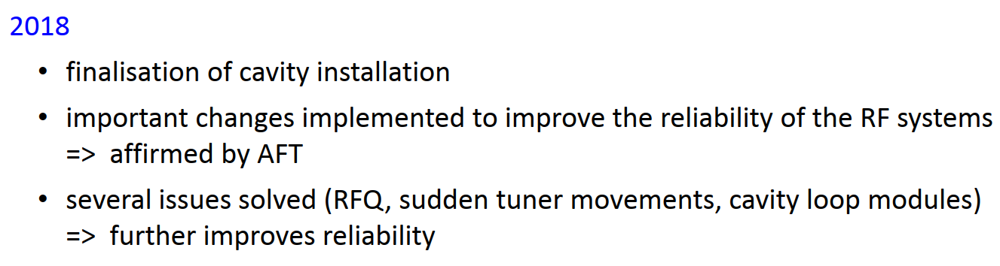 2018
• finalisation of cavity installation
• important changes implemented to improve the reliability of the RF systems
=> affirmed by AFT
• several issues solved (RFQ, sudden tuner movements, cavity loop modules)
=> further improves reliability